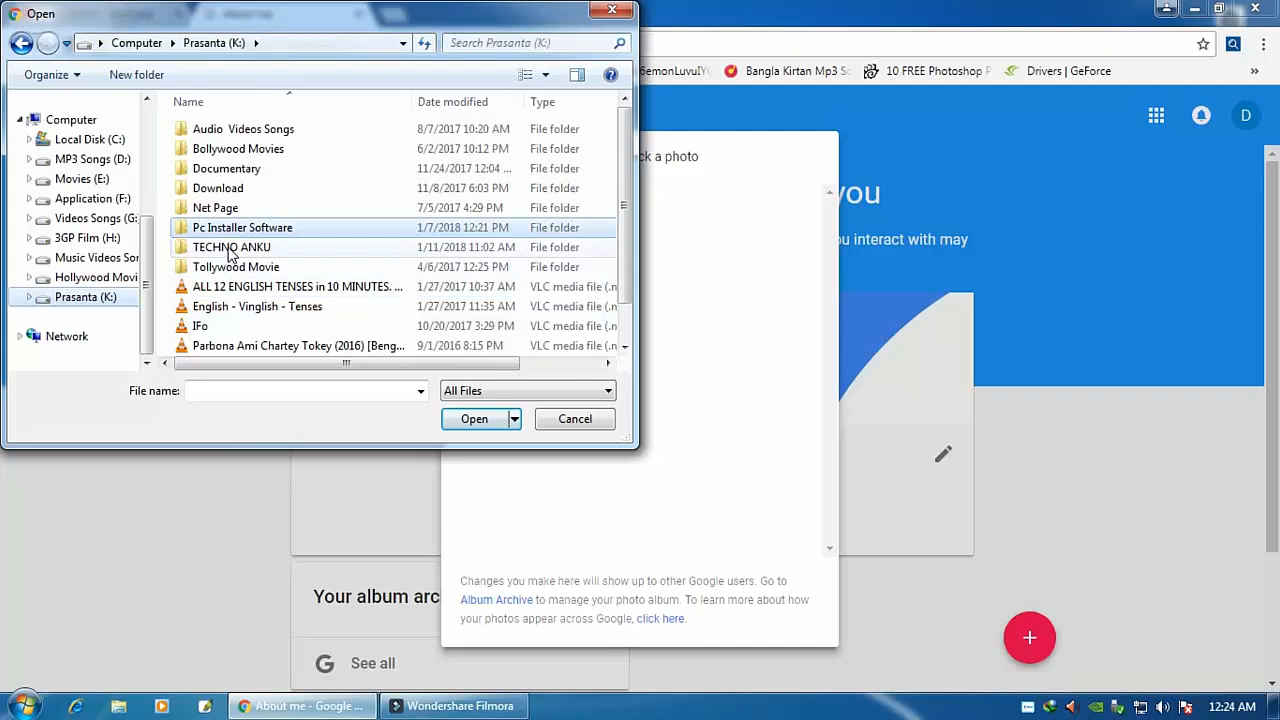 Open
Computer
Prasanta (K:)
Search Prasanta (K:)
Organize
New folder
Name
Date modified
Type
Computer
Local Disk (C:)
MP3 Songs (D:)
Movies (E:)
Application (F:)
Videos Songs (G:
3GP Film (H:)
Music Videos So
Hollywood Movi
Prasanta (K:)
Network
Audio Videos Songs 8/7/2017 10:20 AM File folder
Bollywood Movies 6/2/2017 10:12 PM File folder
Documentary 11/24/2017 12:04 ... File folder
Download 11/8/2017 6:03 PM File folder
Net Page 7/5/2017 4:29 PM File folder
Pc Installer Software 1/7/2018 12:21 PM File folder
TECHNO ANKU 1/11/2018 11:02 AM File folder
Tollywood Movie 4/6/2017 12:25 PM File folder
ALL 12 ENGLISH TENSES in 10 MINUTES. ... 1/27/2017 10:37 AM VLC media file (.n
English - Vinglish - Tenses 1/27/2017 11:35 AM VLC media file (.n
IFo 10/20/2017 3:29 PM VLC media file (.n
Parbona Ami Chartey Tokey (2016) [Beng... 9/1/2016 8:15 PM VLC media file (.n
File name:
All Files
Open
Cancel
6emonLuvuIY
Bangla Kirtan Mp3 Sc
10 FREE Photoshop P
Drivers | GeForce
»
D
ck a photo
you
u interact with may
Changes you make here will show up to other Google users. Go to
Album Archive to manage your photo album. To learn more about how
your photos appear across Google, click here.
Your album arc
G See all
+
About me - Google ...
Wondershare Filmora
12:24 AM